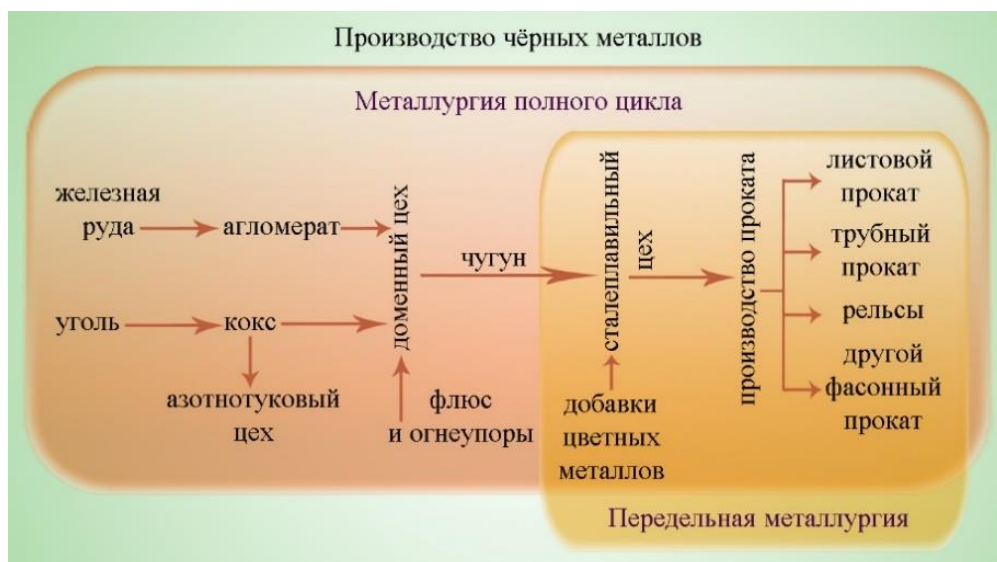 Производство чёрных металлов
Металлургия полного цикла
железная
руда
агломерат
уголь
кокс
азотнотуковый
цех
доменный цех
флюс
и огнеупоры
чугун
сталеплавильный
цех
добавки
цветных
металлов
производство проката
листовой
прокат
трубный
прокат
рельсы
другой
фасонный
прокат
Передельная металлургия